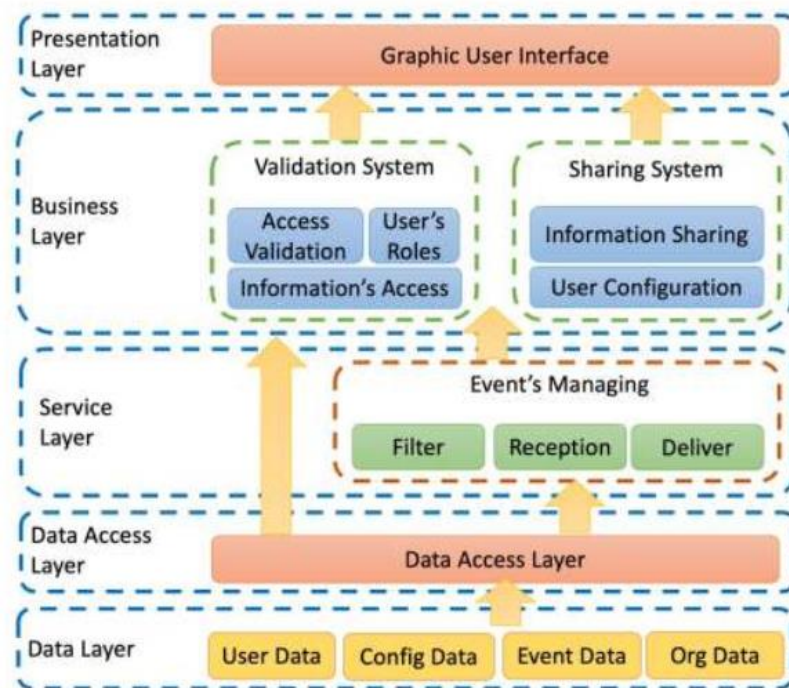 Presentation
Layer
Graphic User Interface
Business
Layer
Validation System
Access
Validation
User's
Roles
Information's Access
Sharing System
Information Sharing
User Configuration
Service
Layer
Event's Managing
Filter
Reception
Deliver
Data Access
Layer
Data Access Layer
Data Layer
User Data
Config Data
Event Data
Org Data